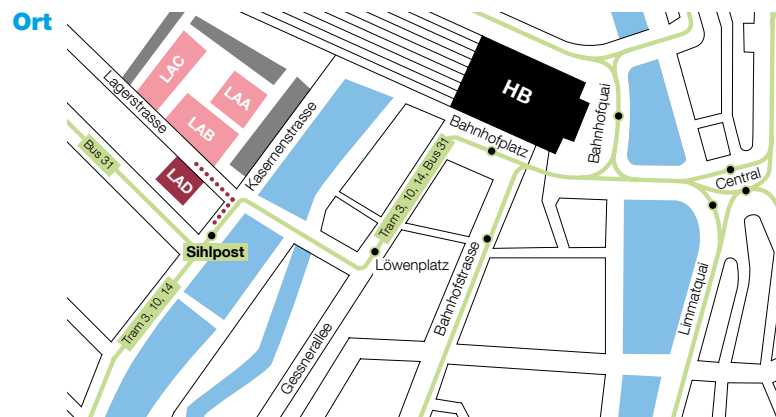 Ort
LAC
LAA
LAB
LAD
HB
Lagerstrasse
Kasernenstrasse
Bahnhofquai
Bahnhofplatz
Bus 31
Tram 3, 10, 14, Bus 31
Central
Sihlpost
Löwenplatz
Tram 3, 10, 14
Bahnhofstrasse
Limmatquai
Gessnerallee